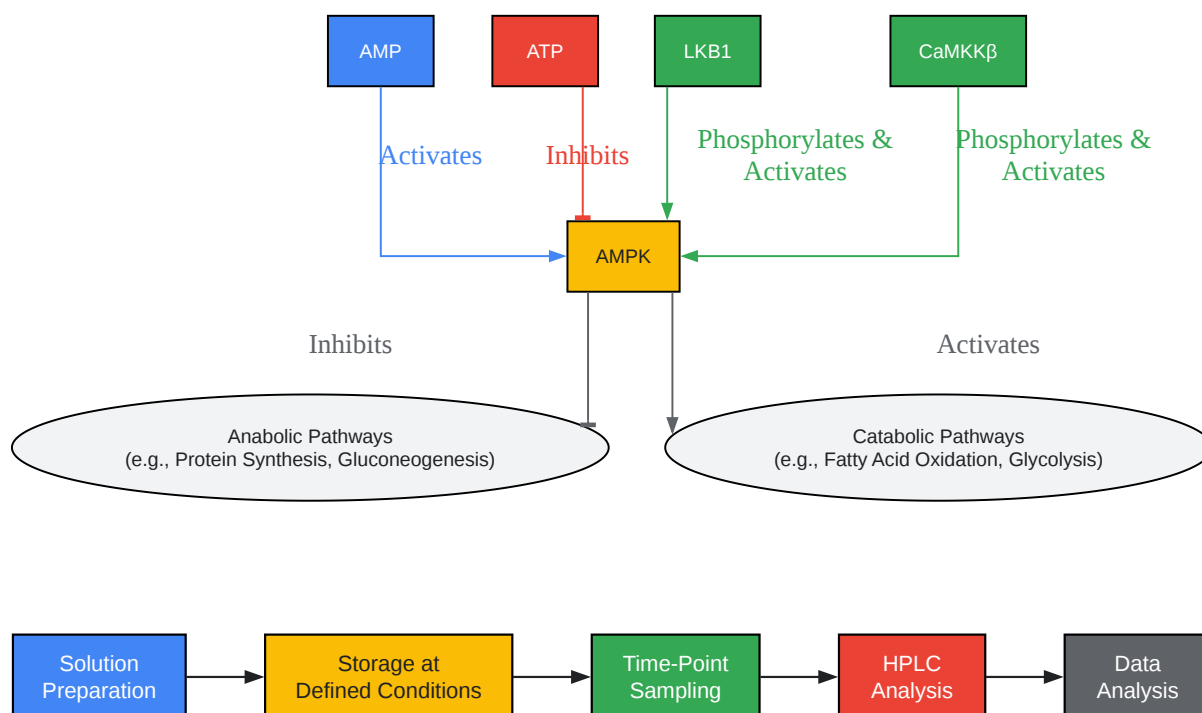 AMP
ATP
LKB1
CaMKKβ
Activates
Inhibits
Phosphorylates &
Activates
Phosphorylates &
Activates
AMPK
Inhibits
Activates
Anabolic Pathways
(e.g., Protein Synthesis, Gluconeogenesis)
Catabolic Pathways
(e.g., Fatty Acid Oxidation, Glycolysis)
Solution
Preparation
Storage at
Defined Conditions
Time-Point
Sampling
HPLC
Analysis
Data
Analysis